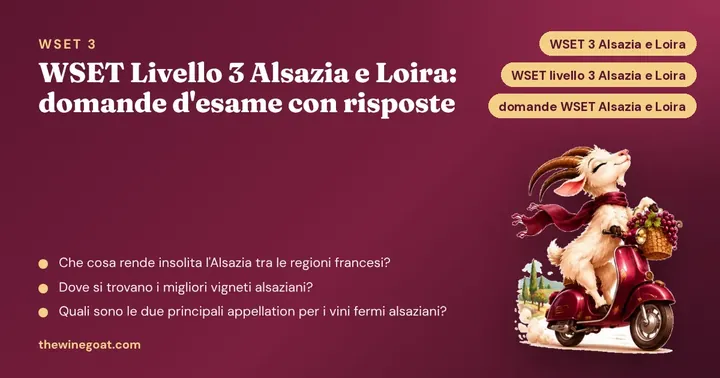 WSET 3
WSET Livello 3 Alsazia e Loira:
domande d'esame con risposte
WSET 3 Alsazia e Loira
WSET livello 3 Alsazia e Loira
domande WSET Alsazia e Loira
Che cosa rende insolita l'Alsazia tra le regioni francesi?
Dove si trovano i migliori vigneti alsaziani?
Quali sono le due principali appellation per i vini fermi alsaziani?
thewinegoat.com